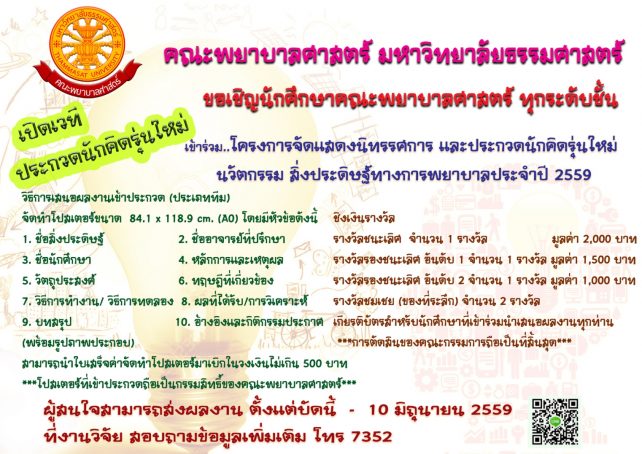 มหาวิทยาลัยธรรมศาสตร์
THAMMASAT UNIVERSITY
คณะพยาบาลศาสตร์
คณะพยาบาลศาสตร์ มหาวิทยาลัยธรรมศาสตร์
ขอเชิญนักศึกษาคณะพยาบาลศาสตร์ ทุกระดับชั้น
เปิดเวที
ประกวดนักคิดรุ่นใหม่
เข้าร่วม..โครงการจัดแสดงนิทรรศการ และประกวดนักคิดรุ่นใหม่
นวัตกรรม สิ่งประดิษฐ์ทางการพยาบาลประจำปี 2559
วิธีการเสนอผลงานเข้าประกวด (ประเภททีม)
จัดทำโปสเตอร์ขนาด 84.1 x 118.9 cm. (A0) โดยมีหัวข้อดังนี้
1. ชื่อสิ่งประดิษฐ์ 2. ชื่ออาจารย์ที่ปรึกษา
3. ชื่อนักศึกษา 4. หลักการและเหตุผล
5. วัตถุประสงค์ 6. ทฤษฎีที่เกี่ยวข้อง
7. วิธีการทำงาน/ วิธีการทดลอง 8. ผลที่ได้รับ/การวิเคราะห์
9. บทสรุป 10. อ้างอิงและกิตติกรรมประกาศ
(พร้อมรูปภาพประกอบ)
สามารถนำใบเสร็จค่าจัดทำโปสเตอร์มาเบิกในวงเงินไม่เกิน 500 บาท
***โปสเตอร์ที่เข้าประกวดถือเป็นกรรมสิทธิ์ของคณะพยาบาลศาสตร์***
ชิงเงินรางวัล
รางวัลชนะเลิศ จำนวน 1 รางวัล มูลค่า 2,000 บาท
รางวัลรองชนะเลิศ อันดับ 1 จำนวน 1 รางวัล มูลค่า 1,500 บาท
รางวัลรองชนะเลิศ อันดับ 2 จำนวน 1 รางวัล มูลค่า 1,000 บาท
รางวัลชมเชย (ของที่ระลึก) จำนวน 2 รางวัล
เกียรติบัตรสำหรับนักศึกษาที่เข้าร่วมนำเสนอผลงานทุกท่าน
***การตัดสินของคณะกรรมการถือเป็นที่สิ้นสุด***
ผู้สนใจสามารถส่งผลงาน ตั้งแต่บัดนี้ - 10 มิถุนายน 2559
ที่งานวิจัย สอบถามข้อมูลเพิ่มเติม โทร 7352